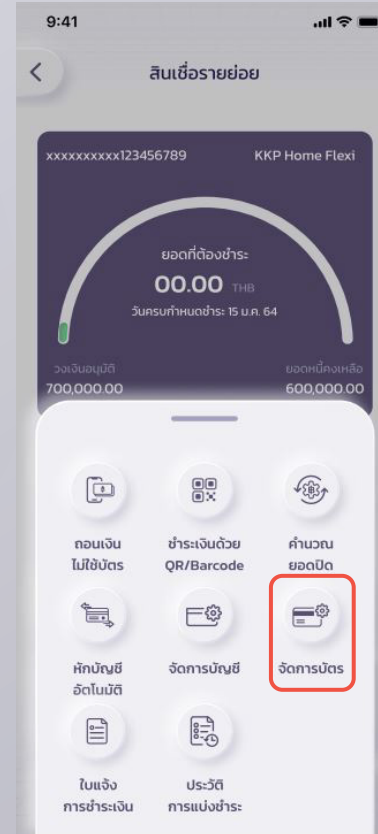 9:41
สินเชื่อรายย่อย
xxxxxxxxxx123456789 KKP Home Flexi
ยอดที่ต้องชำระ
00.00 THB
วันครบกำหนดชำระ 15 ม.ค. 64
วงเงินอนุมัติ ยอดหนี้คงเหลือ
700,000.00 600,000.00
ถอนเงิน ชำระเงินด้วย คำนวณ
ไม่ใช้บัตร QR/Barcode ยอดปิด
หักบัญชี จัดการบัญชี จัดการบัตร
อัตโนมัติ
ใบแจ้ง ประวัติ
การชำระเงิน การแบ่งชำระ